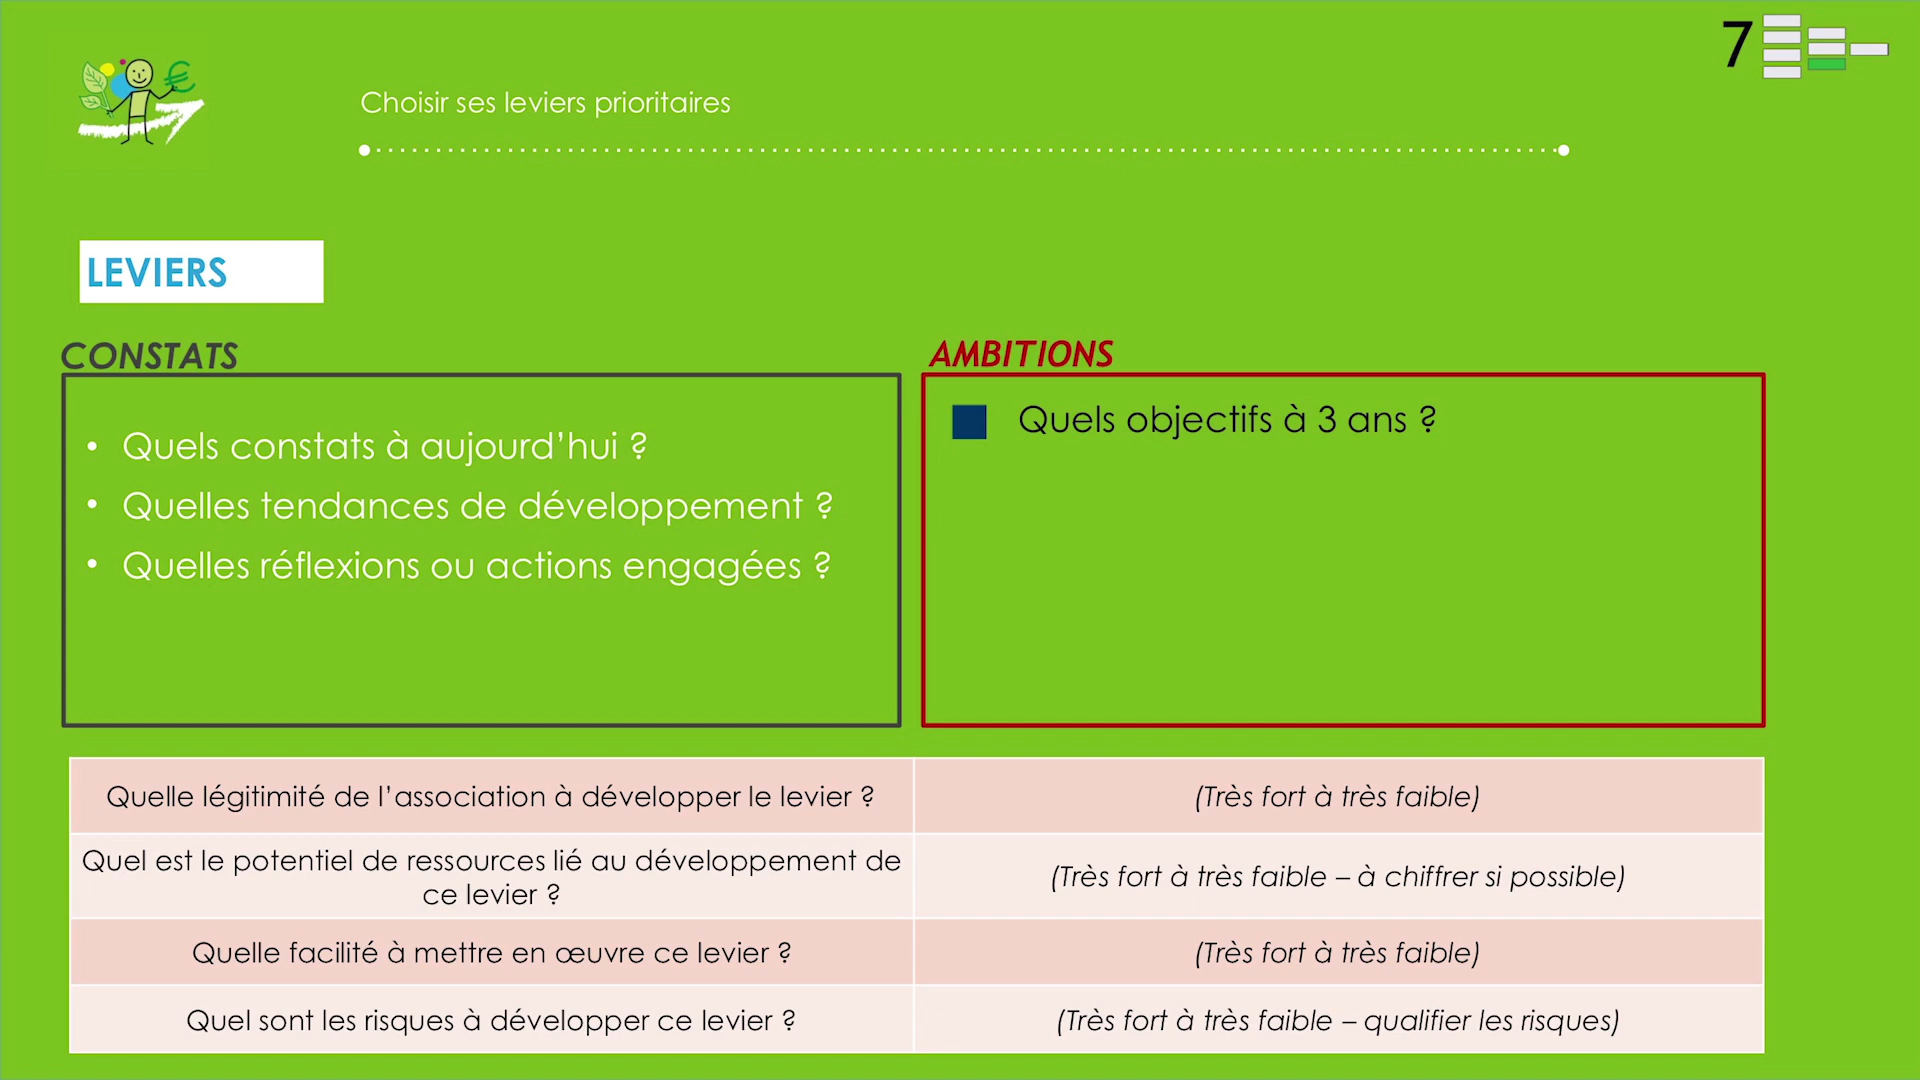 7
Choisir ses leviers prioritaires
LEVIERS
CONSTATS
• Quels constats à aujourd’hui ?
• Quelles tendances de développement ?
• Quelles réflexions ou actions engagées ?
AMBITIONS
Quels objectifs à 3 ans ?
Quelle légitimité de l’association à développer le levier ?
(Très fort à très faible)
Quel est le potentiel de ressources lié au développement de
ce levier ?
(Très fort à très faible – à chiffrer si possible)
Quelle facilité à mettre en œuvre ce levier ?
(Très fort à très faible)
Quel sont les risques à développer ce levier ?
(Très fort à très faible – qualifier les risques)